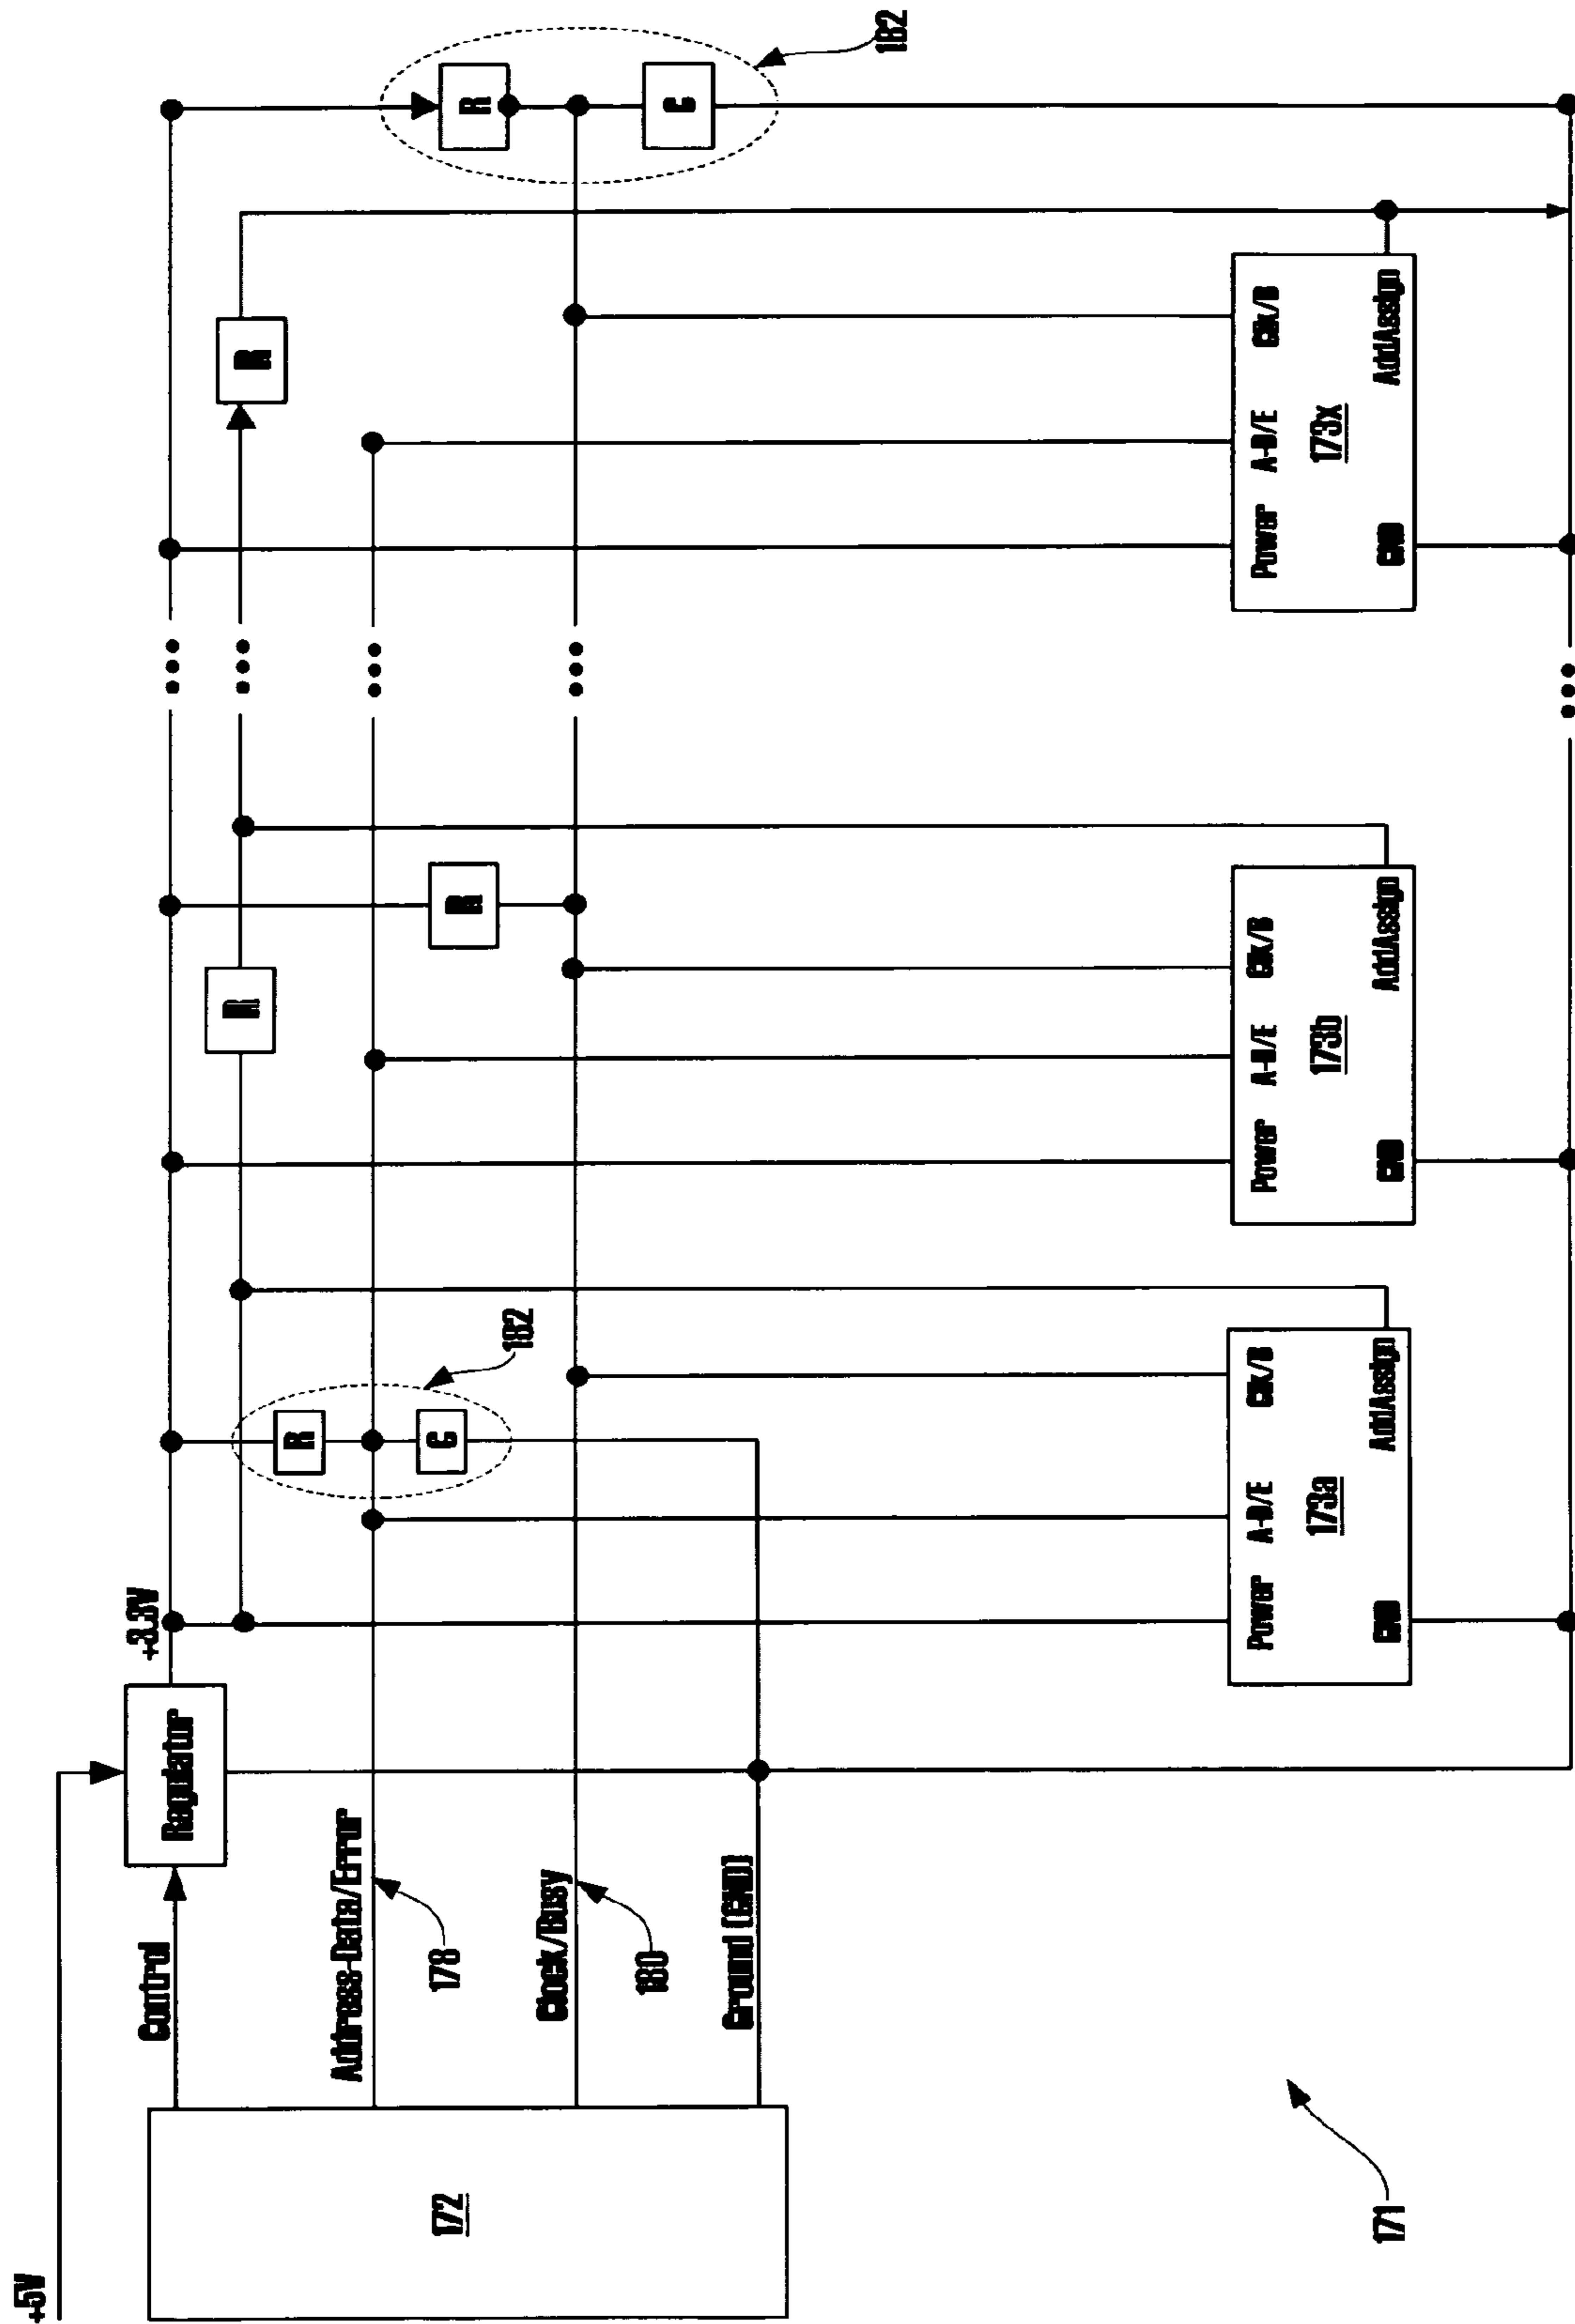 +5V
Control
Regulator
+3.3V
R
R
R
R
R
182
Address-Data/Error
178
R
C
182
C
Clock/Busy
180
Ground (GND)
172
171
Power A-D/E Clk/B
173a
GND AddAssign
Power A-D/E Clk/B
173b
GND AddAssign
Power A-D/E Clk/B
173x
GND AddAssign